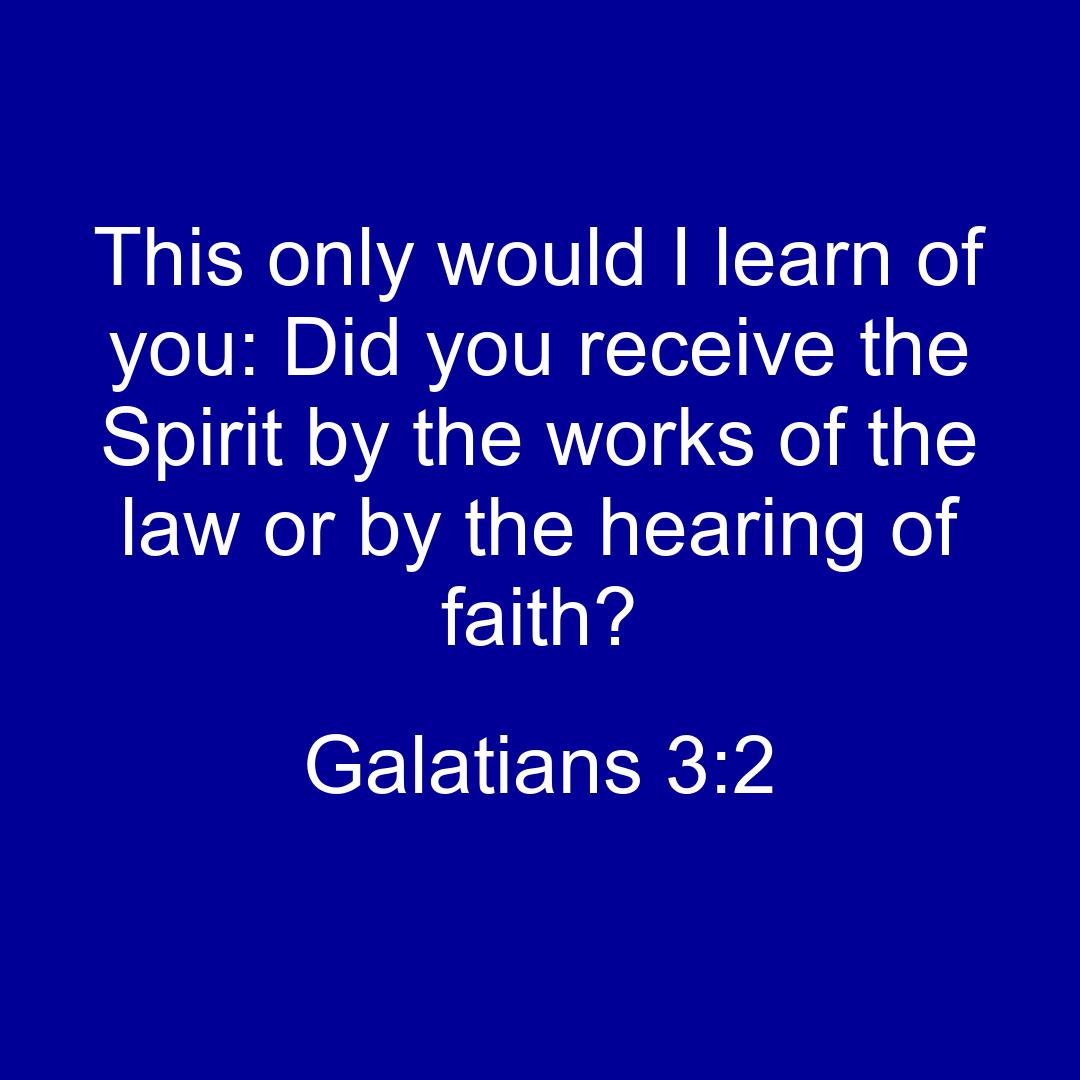 This only would I learn of
you: Did you receive the
Spirit by the works of the
law or by the hearing of
faith?
Galatians 3:2